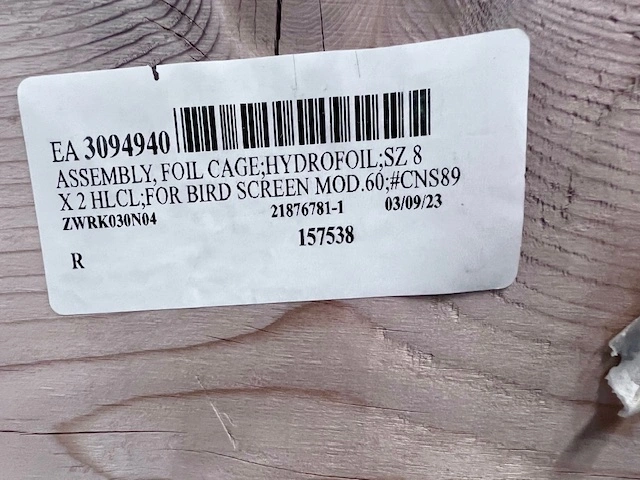 EA 3094940
ASSEMBLY, FOIL CAGE;HYDROFOIL;SZ 8
X 2 HLCL;FOR BIRD SCREEN MOD.60;#CNS89
ZWRK030N04 21876781-1 03/09/23
157538
R